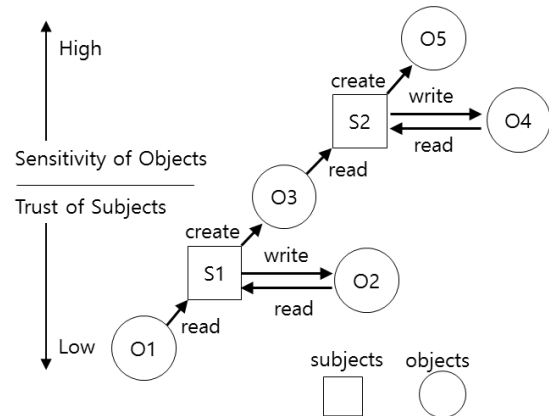 High
O5
create
write
S2
O4
read
Sensitivity of Objects
read
Trust of Subjects
O3
create
write
S1
O2
read
read
Low
O1
subjects
objects